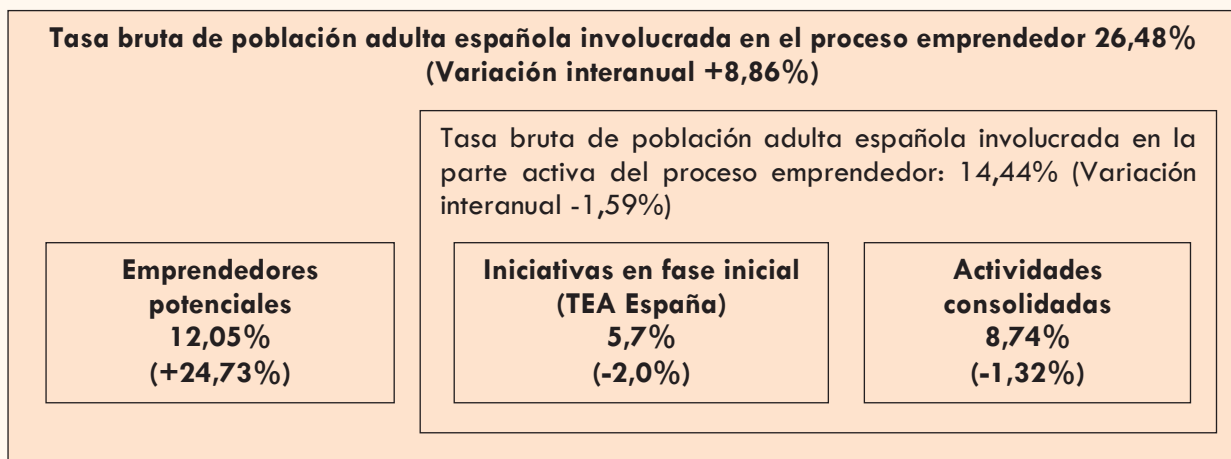 Tasa bruta de población adulta española involucrada en el proceso emprendedor 26,48%
(Variación interanual +8,86%)
Tasa bruta de población adulta española involucrada en la
parte activa del proceso emprendedor: 14,44% (Variación
interanual -1,59%)
Emprendedores
potenciales
12,05%
(+24,73%)
Iniciativas en fase inicial
(TEA España)
5,7%
(-2,0%)
Actividades
consolidadas
8,74%
(-1,32%)